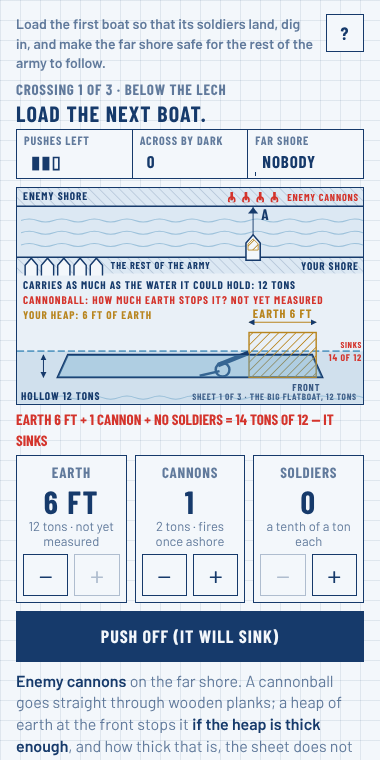 Load the first boat so that its soldiers land, dig
in, and make the far shore safe for the rest of the
army to follow.
?
CROSSING 1 OF 3 · BELOW THE LECH
LOAD THE NEXT BOAT.
PUSHES LEFT
ACROSS BY DARK
0
FAR SHORE
NOBODY
ENEMY SHORE
ENEMY CANNONS
A
THE REST OF THE ARMY
YOUR SHORE
CARRIES AS MUCH AS THE WATER IT COULD HOLD: 12 TONS
CANNONBALL: HOW MUCH EARTH STOPS IT? NOT YET MEASURED
YOUR HEAP: 6 FT OF EARTH
EARTH 6 FT
SINKS
14 OF 12
FRONT
HOLLOW 12 TONS
SHEET 1 OF 3 · THE BIG FLATBOAT, 12 TONS
EARTH 6 FT + 1 CANNON + NO SOLDIERS = 14 TONS OF 12 — IT
SINKS
EARTH
6 FT
12 tons · not yet
measured
− +
CANNONS
1
2 tons · fires
once ashore
− +
SOLDIERS
0
a tenth of a ton
each
− +
PUSH OFF (IT WILL SINK)
Enemy cannons on the far shore. A cannonball
goes straight through wooden planks; a heap of
earth at the front stops it if the heap is thick
enough, and how thick that is, the sheet does not